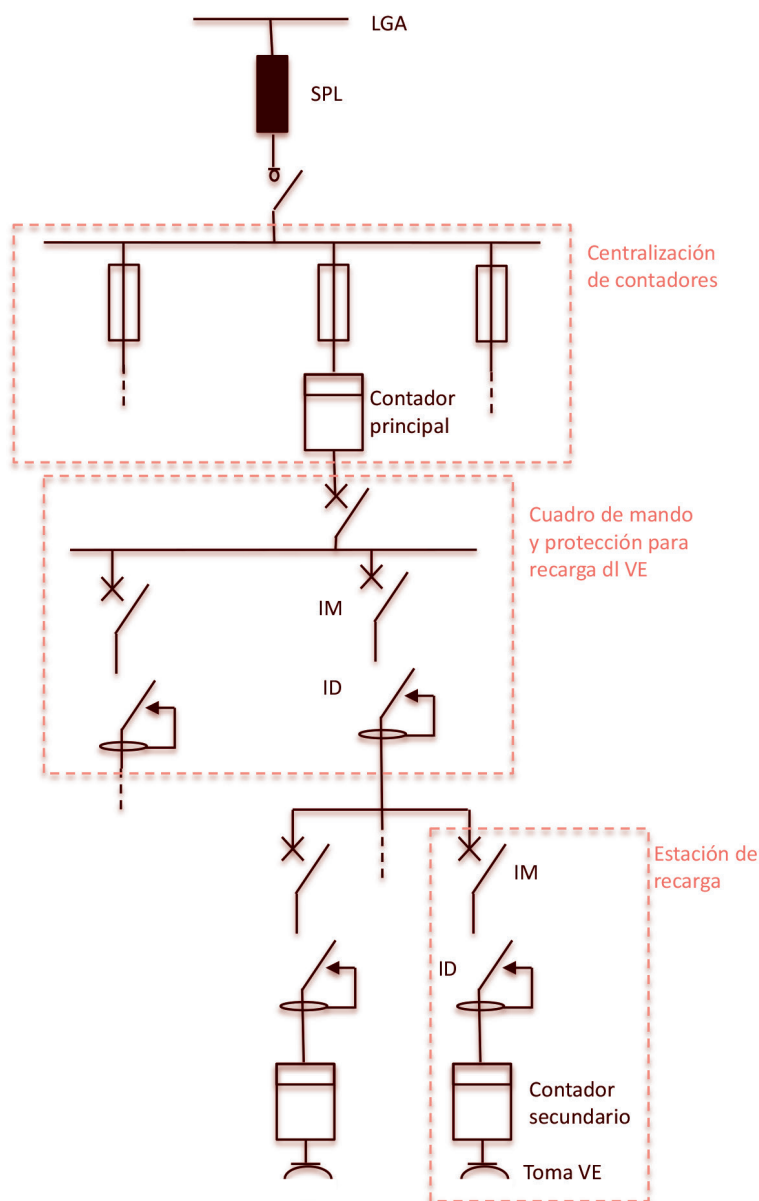 LGA
SPL
Centralización
de contadores
Contador
principal
Cuadro de mando
y protección para
recarga dl VE
IM
ID
Estación de
recarga
IM
ID
Contador
secundario
Toma VE